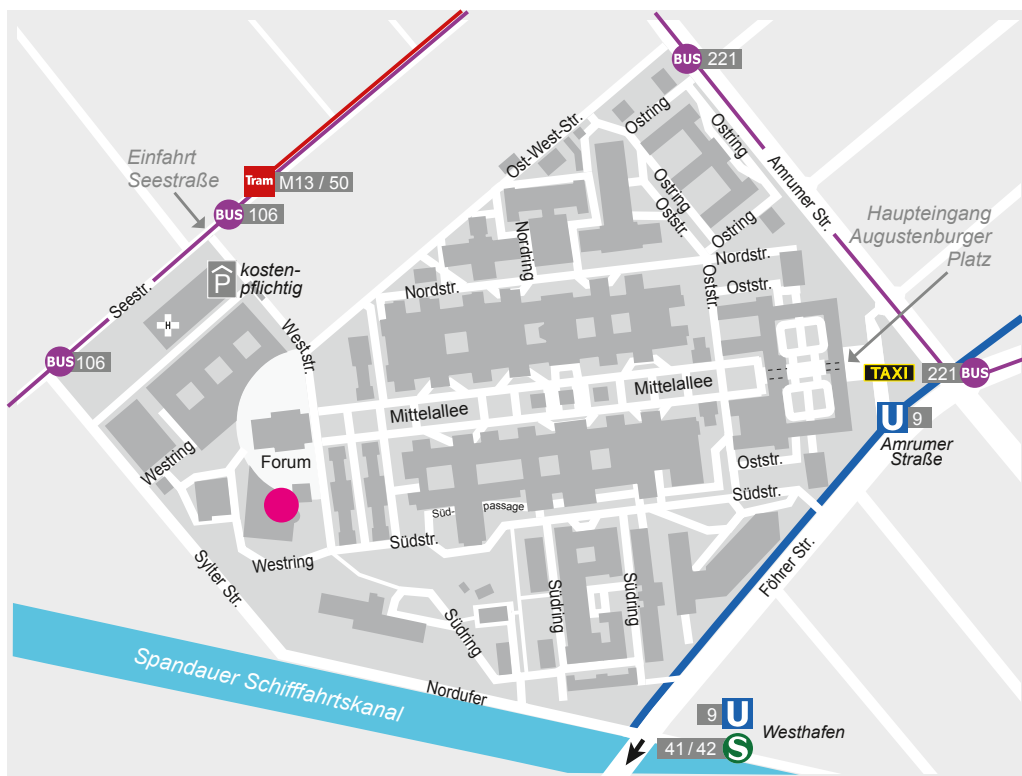 BUS 221
Einfahrt
Seestraße
Tram M13 / 50
BUS 106
Ost-West-Str.
Ostring
Ostring
Amrumer Str.
Ostring
Oststr.
Ostring
Haupteingang
Augustenburger
Platz
Nordring
Nordstr.
Nordstr.
Oststr.
Oststr.
P
kosten-
pflichtig
Seestr.
H
Weststr.
BUS 106
TAXI
221 BUS
Mittelallee
Mittelallee
U 9
Amrumer
Straße
Westring
Forum
Oststr.
Südstr.
Süd- passage
Südstr.
Westring
Sylter Str.
Föhrer Str.
Südring
Südring
Südring
Spandauer Schifffahrtskanal
Nordufer
9 U
Westhafen
41 / 42 S